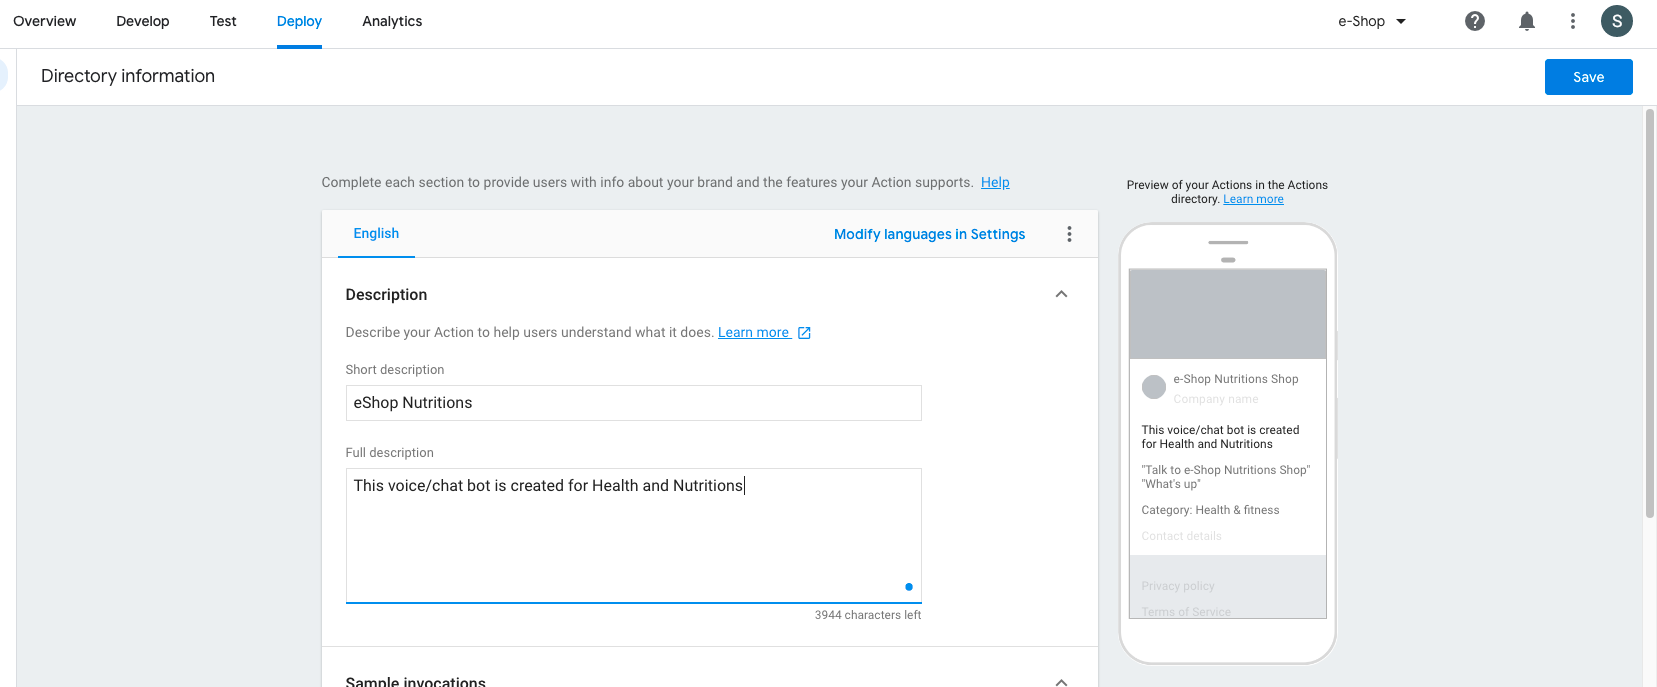 Overview Develop Test Deploy Analytics e-Shop S
Directory information Save
Complete each section to provide users with info about your brand and the features your Action supports. Help
English Modify languages in Settings
Description
Describe your Action to help users understand what it does. Learn more
Short description
eShop Nutritions
Full description
This voice/chat bot is created for Health and Nutritions
3944 characters left
Sample invocations
Preview of your Actions in the Actions
directory. Learn more
e-Shop Nutritions Shop
Company name
This voice/chat bot is created
for Health and Nutritions
"Talk to e-Shop Nutritions Shop"
"What's up"
Category: Health & fitness
Contact details
Privacy policy
Terms of Service